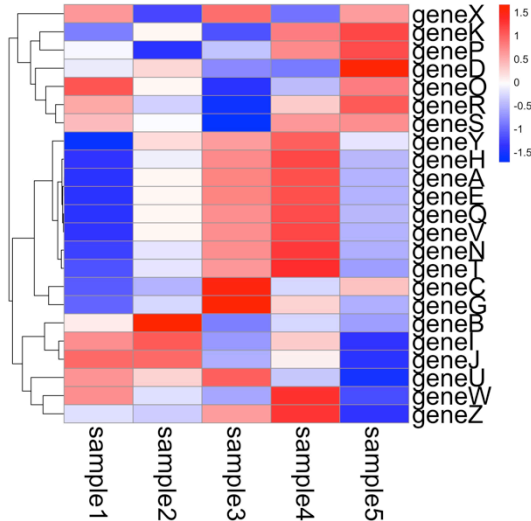 geneX
geneK
geneP
geneD
geneO
geneR
geneS
geneY
geneH
geneA
geneE
geneQ
geneV
geneN
geneT
geneC
geneG
geneB
geneI
geneJ
geneU
geneW
geneZ
1.5
1
0.5
0
-0.5
-1
-1.5
sample1
sample2
sample3
sample4
sample5